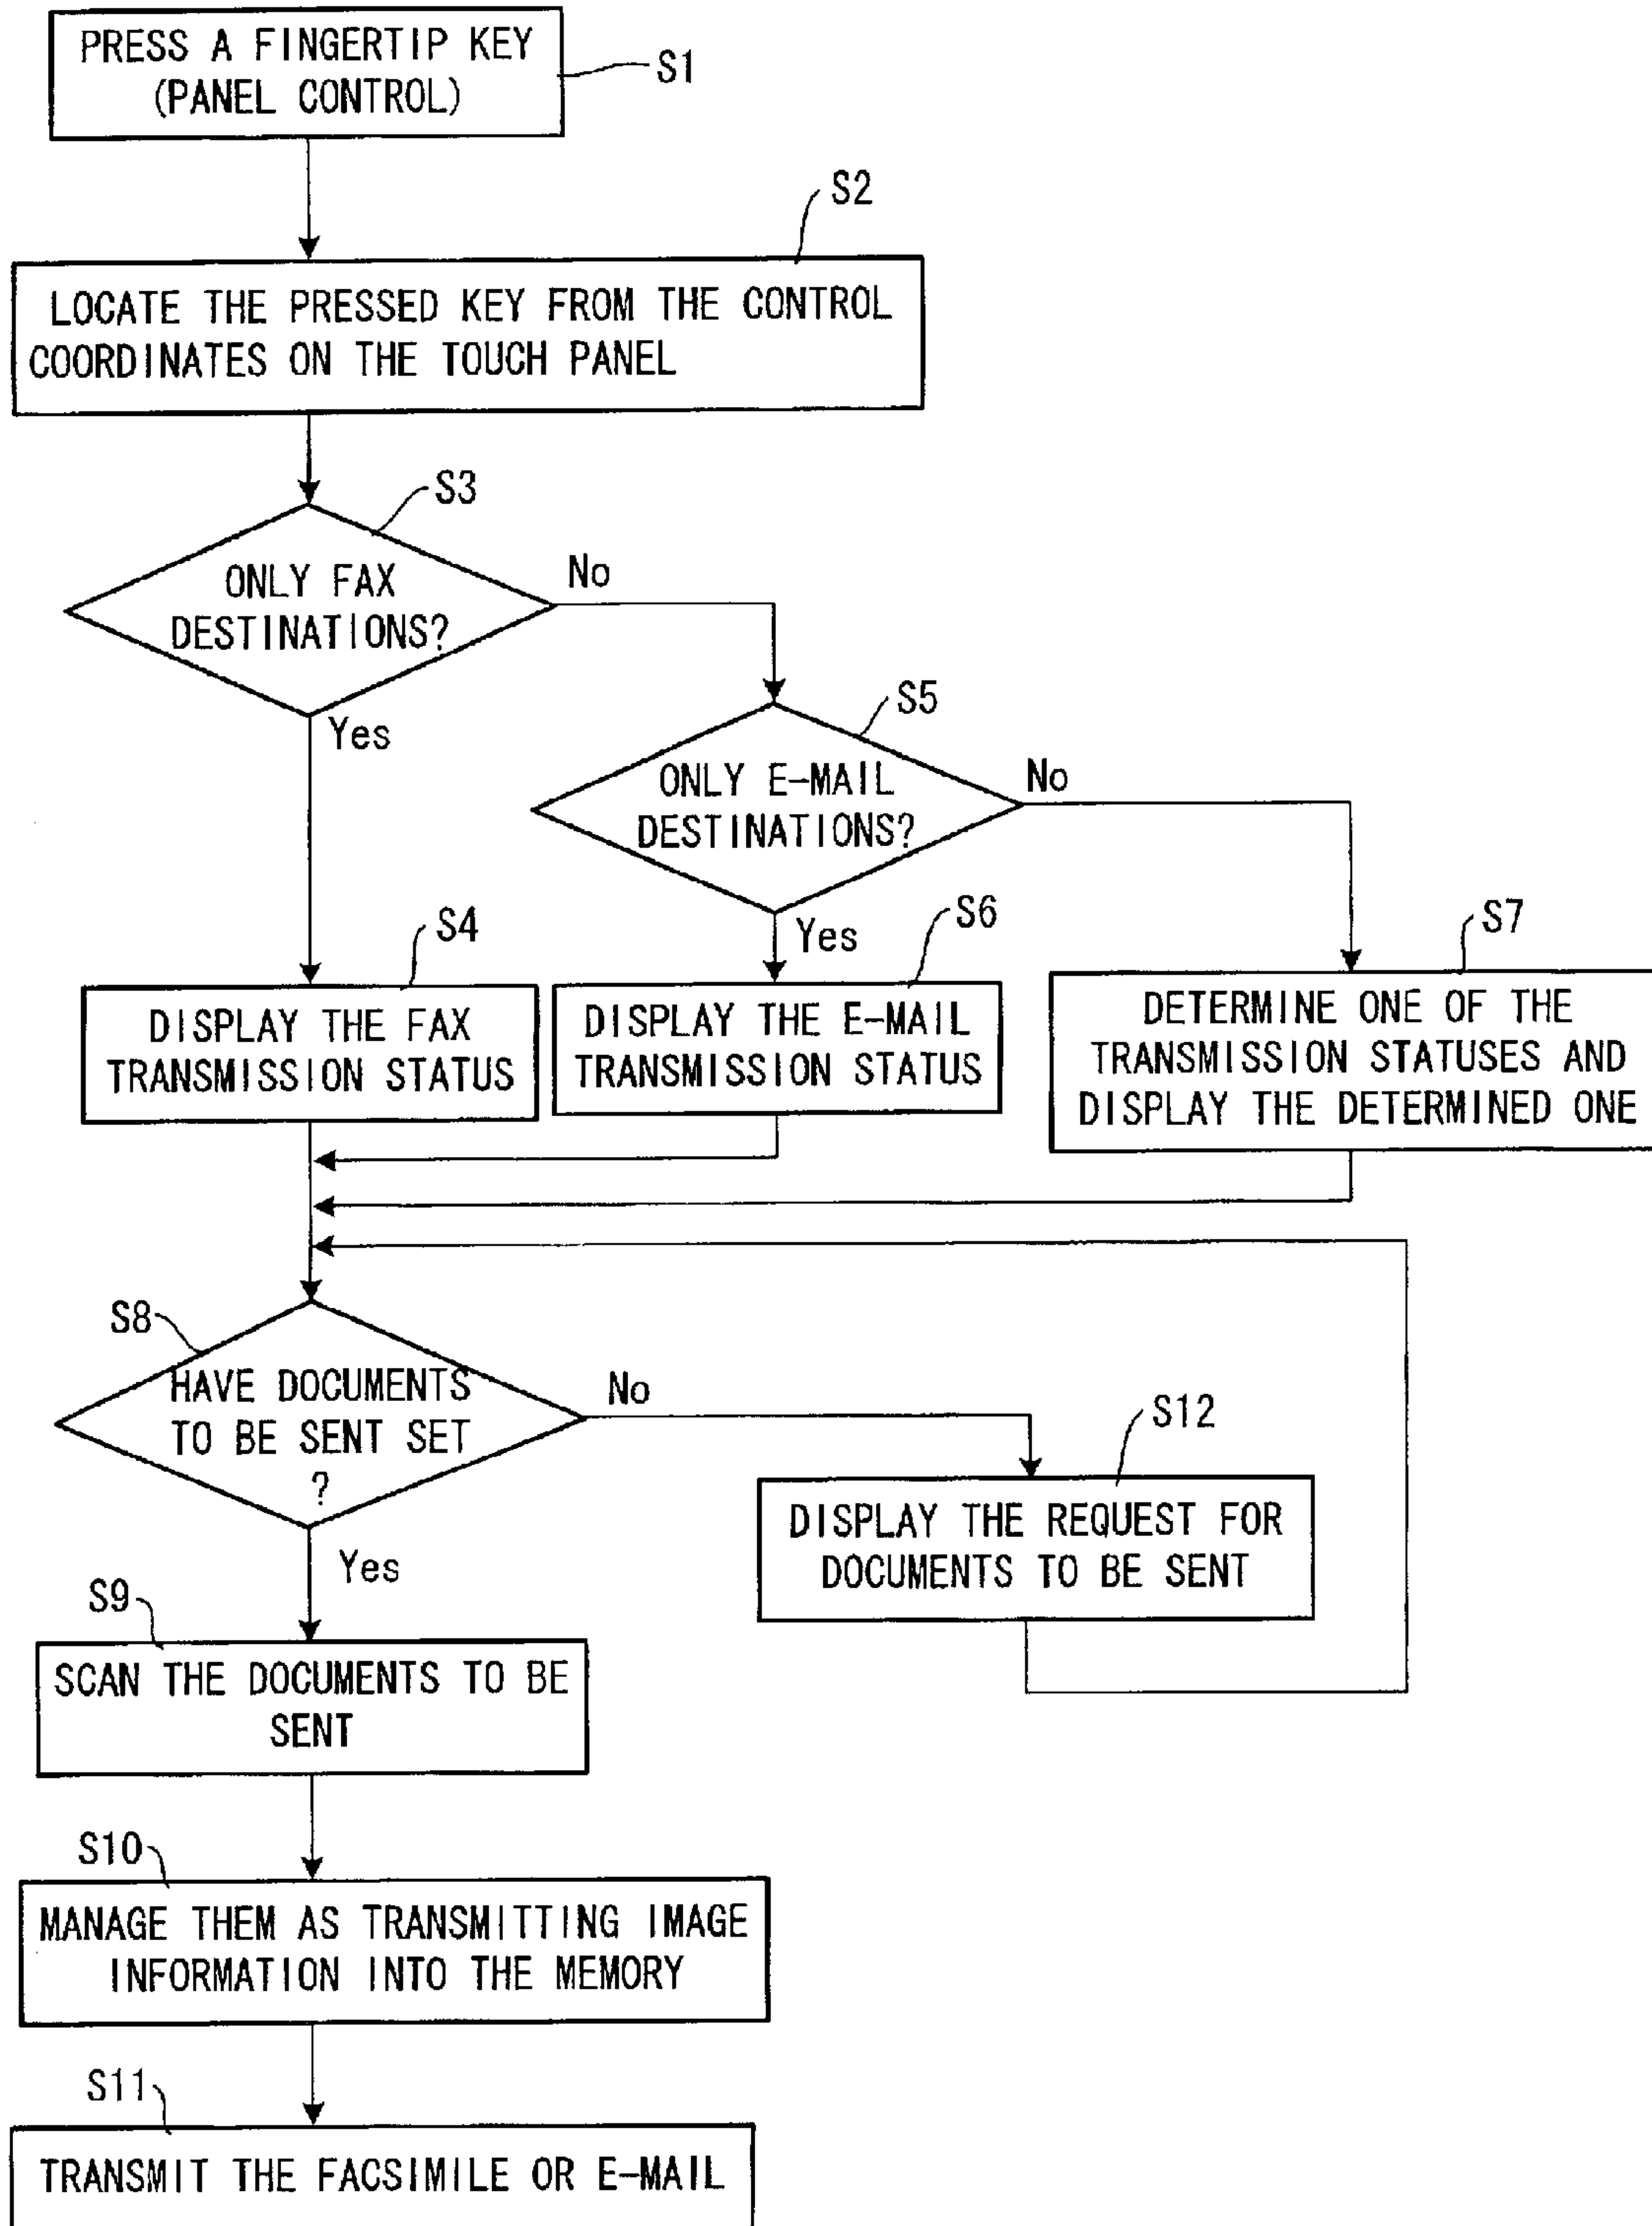 PRESS A FINGERTIP KEY
(PANEL CONTROL)
S1
S2
LOCATE THE PRESSED KEY FROM THE CONTROL
COORDINATES ON THE TOUCH PANEL
S3
ONLY FAX
DESTINATIONS?
No
Yes
S5
ONLY E-MAIL
DESTINATIONS?
No
Yes
S4
DISPLAY THE FAX
TRANSMISSION STATUS
S6
DISPLAY THE E-MAIL
TRANSMISSION STATUS
S7
DETERMINE ONE OF THE
TRANSMISSION STATUSES AND
DISPLAY THE DETERMINED ONE
S8
HAVE DOCUMENTS
TO BE SENT SET
?
No
Yes
S12
DISPLAY THE REQUEST FOR
DOCUMENTS TO BE SENT
S9
SCAN THE DOCUMENTS TO BE
SENT
S10
MANAGE THEM AS TRANSMITTING IMAGE
INFORMATION INTO THE MEMORY
S11
TRANSMIT THE FACSIMILE OR E-MAIL